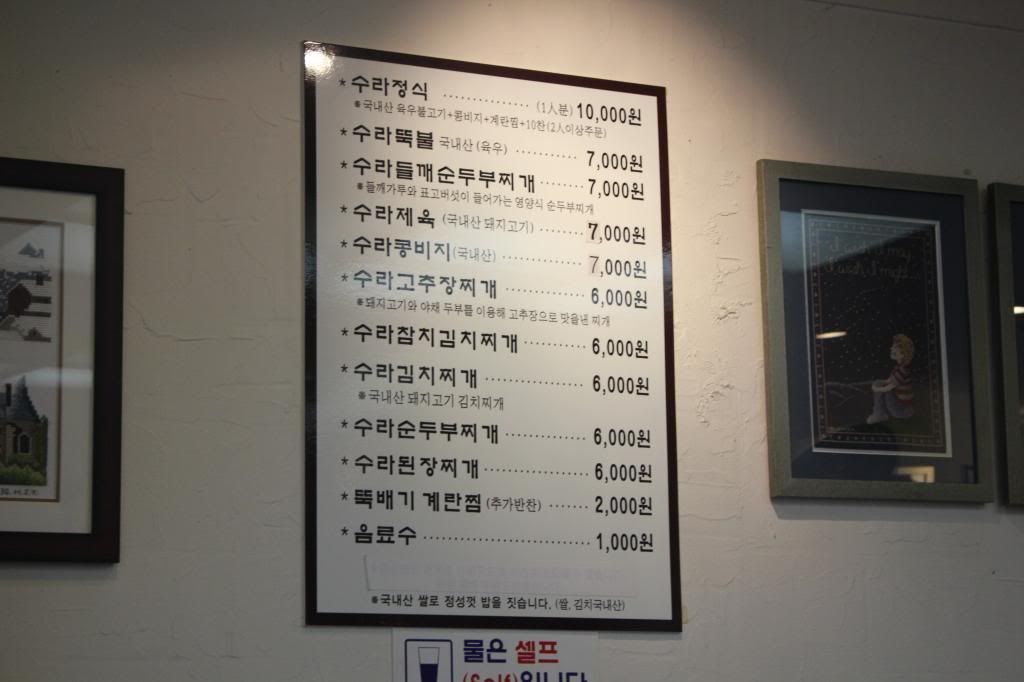 * 수라정식 ............... (1人분) 10,000원
※국내산 육우불고기+콩비지+계란찜+10찬(2人이상주문)
* 수라뚝불 국내산(육우) ........... 7,000원
* 수라들깨순두부찌개 ........ 7,000원
※들깨가루와 표고버섯이 들어가는 영양식 순두부찌개
* 수라제육 (국내산 돼지고기) ........ 7,000원
* 수라콩비지(국내산) .............. 7,000원
* 수라고추장찌개 ............ 6,000원
※돼지고기와 야채 두부를 이용해 고추장으로 맛을낸 찌개
* 수라참치김치찌개 .......... 6,000원
* 수라김치찌개 ............... 6,000원
※국내산 돼지고기 김치찌개
* 수라순두부찌개 ............. 6,000원
* 수라된장찌개 ................ 6,000원
* 뚝배기 계란찜 (추가반찬) ....... 2,000원
* 음료수 ......................... 1,000원
※국내산 쌀로 정성껏 밥을 짓습니다. (쌀, 김치국내산)
물은 셀프
(Self)입니다